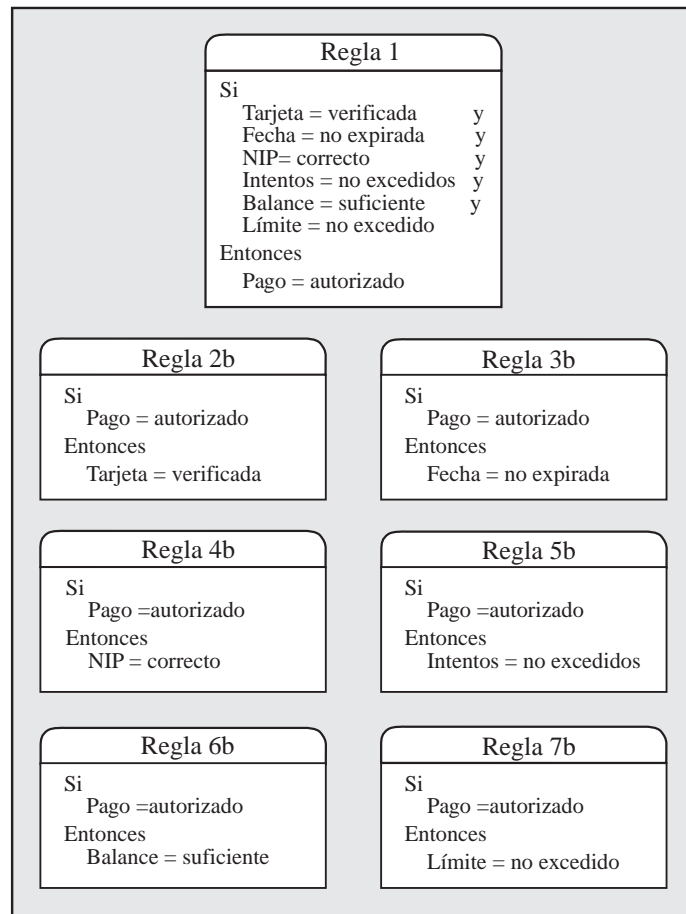 Regla 1
Si
Tarjeta = verificada y
Fecha = no expirada y
NIP= correcto y
Intentos = no excedidos y
Balance = suficiente y
Límite = no excedido
Entonces
Pago = autorizado
Regla 2b
Si
Pago = autorizado
Entonces
Tarjeta = verificada
Regla 3b
Si
Pago = autorizado
Entonces
Fecha = no expirada
Regla 4b
Si
Pago =autorizado
Entonces
NIP = correcto
Regla 5b
Si
Pago =autorizado
Entonces
Intentos = no excedidos
Regla 6b
Si
Pago =autorizado
Entonces
Balance = suficiente
Regla 7b
Si
Pago =autorizado
Entonces
Límite = no excedido